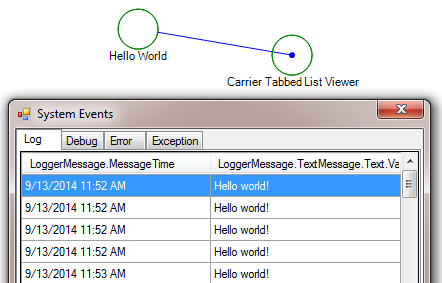 Hello World
Carrier Tabbed List Viewer
System Events
Log Debug Error Exception
LoggerMessage.MessageTime LoggerMessage.TextMessage.Text.Va
9/13/2014 11:52 AM Hello world!
9/13/2014 11:52 AM Hello world!
9/13/2014 11:52 AM Hello world!
9/13/2014 11:52 AM Hello world!
9/13/2014 11:53 AM Hello world!